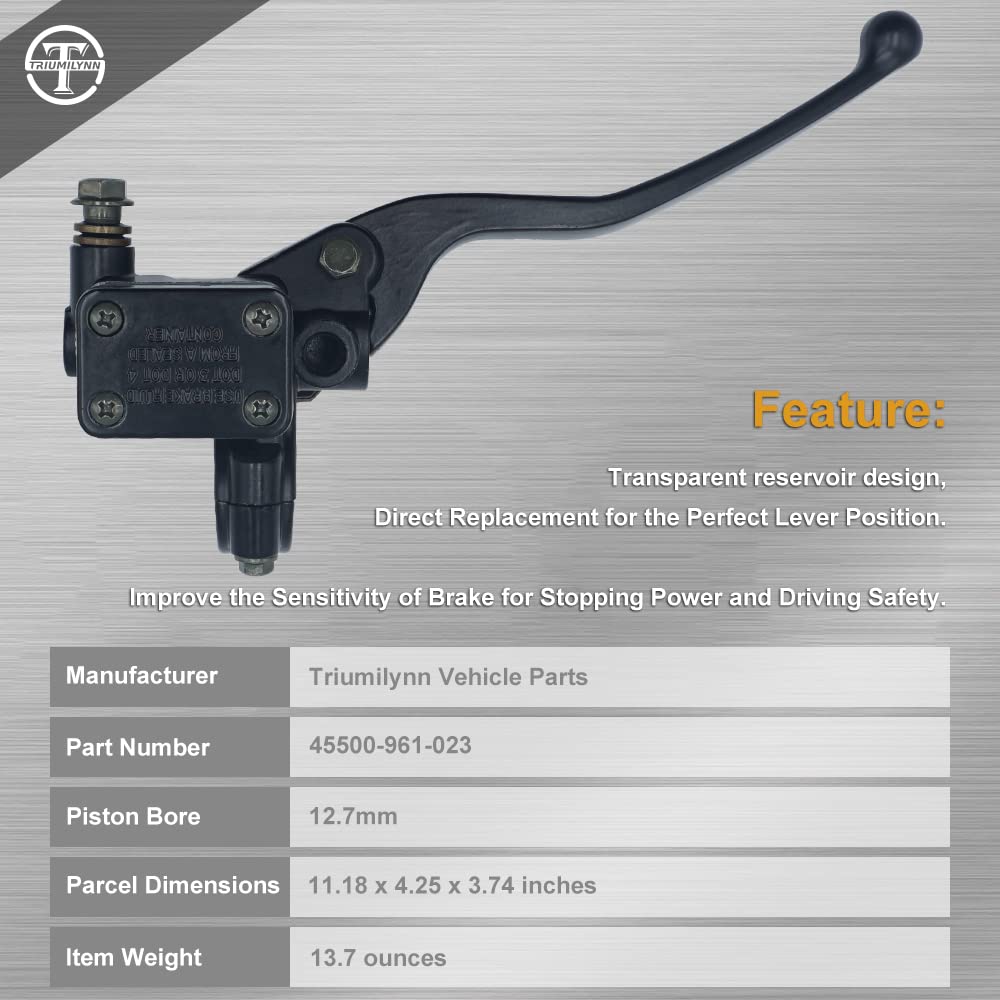 T
TRIUMILYNN
USE BRAKE FLUID
DOT 3 OR DOT 4
FROM A SEALED
CONTAINER
Feature:
Transparent reservoir design,
Direct Replacement for the Perfect Lever Position.
Improve the Sensitivity of Brake for Stopping Power and Driving Safety.
Manufacturer Triumilynn Vehicle Parts
Part Number 45500-961-023
Piston Bore 12.7mm
Parcel Dimensions 11.18 x 4.25 x 3.74 inches
Item Weight 13.7 ounces